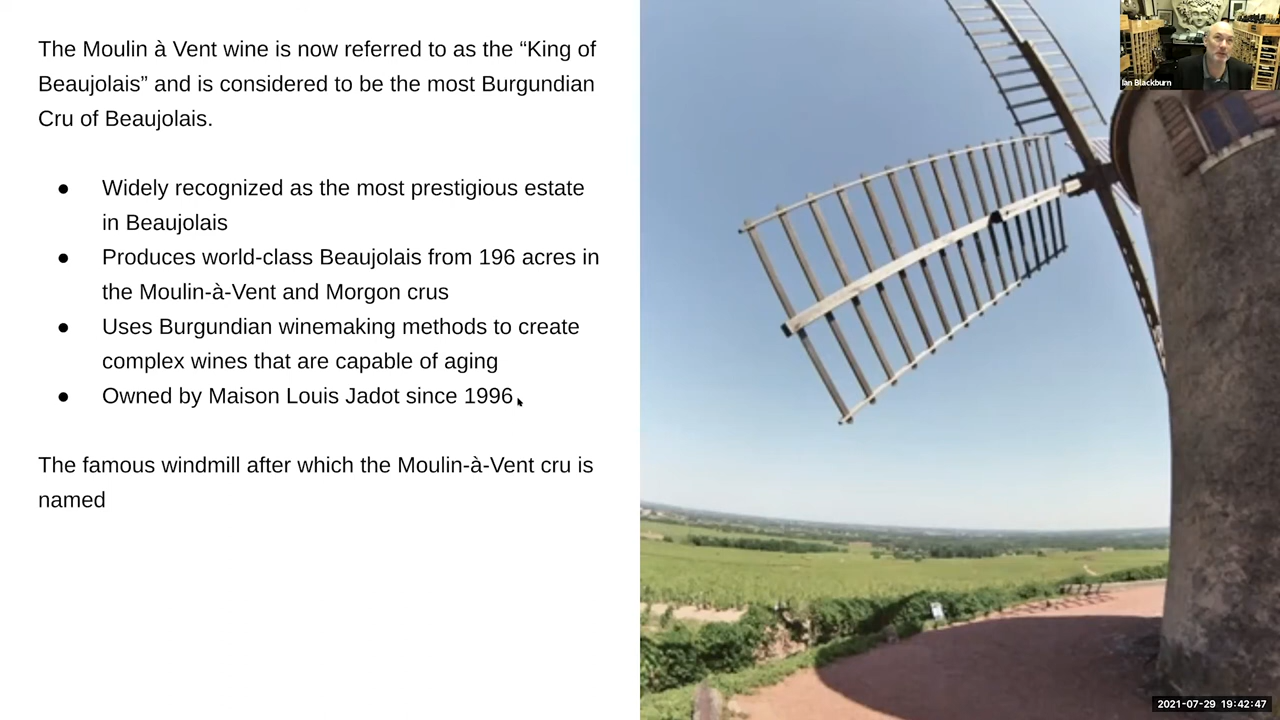 The Moulin à Vent wine is now referred to as the “King of
Beaujolais” and is considered to be the most Burgundian
Cru of Beaujolais.
● Widely recognized as the most prestigious estate
in Beaujolais
● Produces world-class Beaujolais from 196 acres in
the Moulin-à-Vent and Morgon crus
● Uses Burgundian winemaking methods to create
complex wines that are capable of aging
● Owned by Maison Louis Jadot since 1996
The famous windmill after which the Moulin-à-Vent cru is
named
Ian Blackburn
2021-07-29 19:42:47